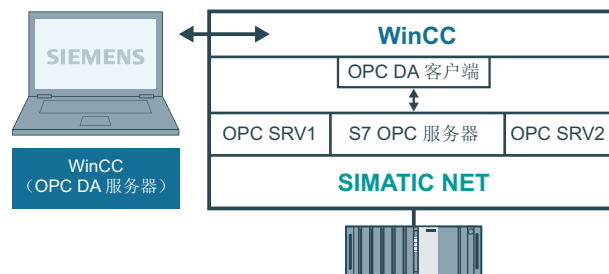 SIEMENS
WinCC
(OPC DA 服务器)
WinCC
OPC DA 客户端
OPC SRV1
S7 OPC 服务器
OPC SRV2
SIMATIC NET